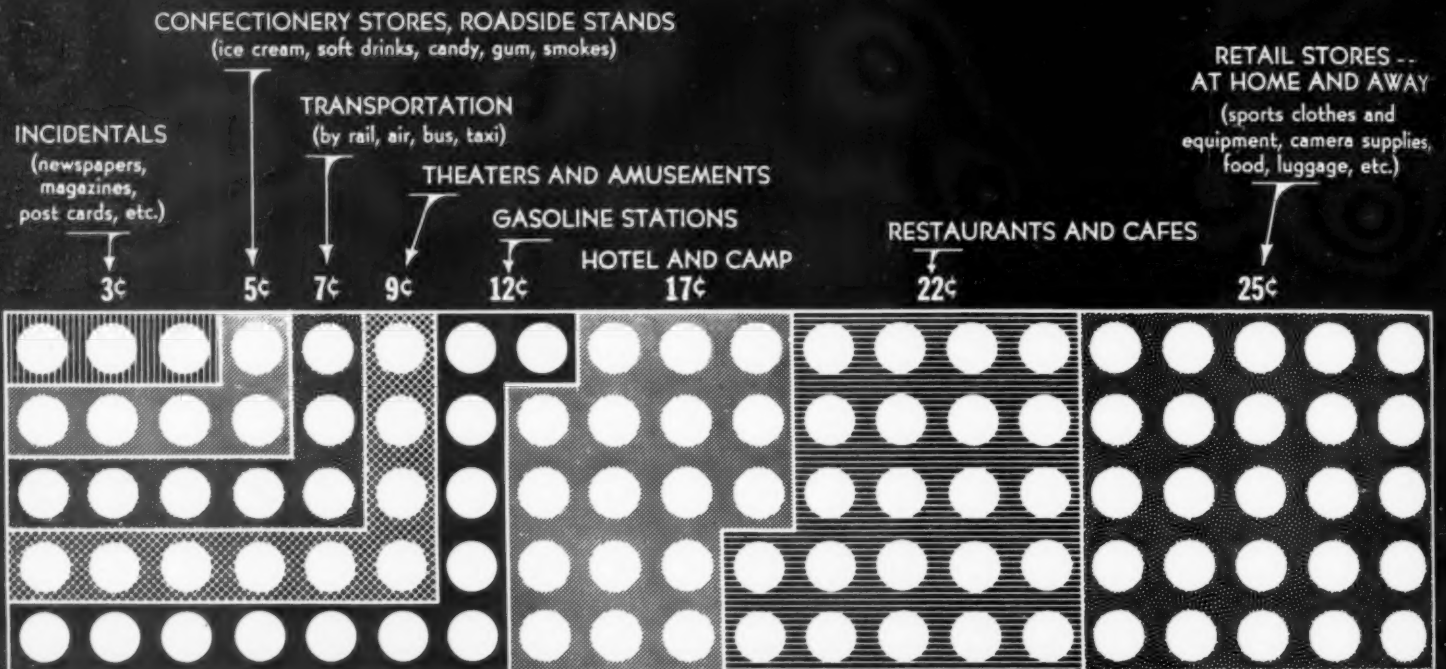 CONFECTIONERY STORES, ROADSIDE STANDS
(ice cream, soft drinks, candy, gum, smokes)
RETAIL STORES --
AT HOME AND AWAY
(sports clothes and
equipment, camera supplies,
food, luggage, etc.)
TRANSPORTATION
(by rail, air, bus, taxi)
INCIDENTALS
(newspapers,
magazines,
post cards, etc.)
THEATERS AND AMUSEMENTS
GASOLINE STATIONS
RESTAURANTS AND CAFES
HOTEL AND CAMP
3¢ 5¢ 7¢ 9¢ 12¢ 17¢ 22¢ 25¢